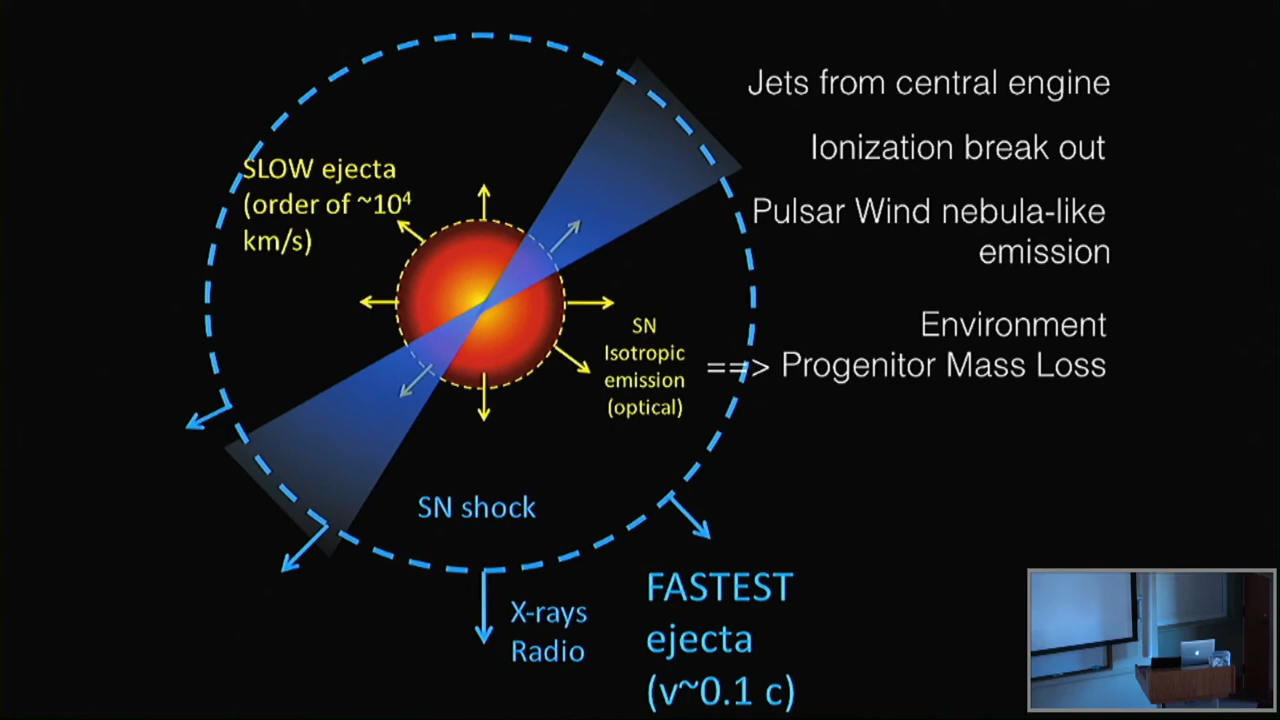 Jets from central engine
Ionization break out
Pulsar Wind nebula-like
emission
Environment
==> Progenitor Mass Loss
SLOW ejecta
(order of ~10⁴
km/s)
SN
Isotropic
emission
(optical)
SN shock
X-rays
Radio
FASTEST
ejecta
(v~0.1 c)